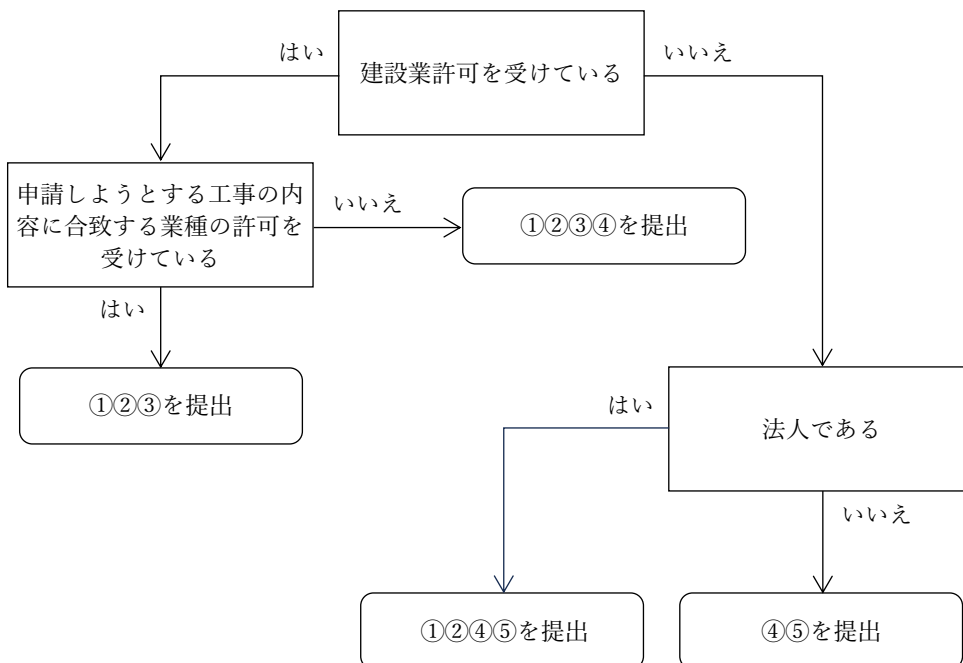 はい
建設業許可を受けている
いいえ
申請しようとする工事の内
容に合致する業種の許可を
受けている
いいえ
①②③④を提出
はい
①②③を提出
はい
法人である
いいえ
①②④⑤を提出
④⑤を提出